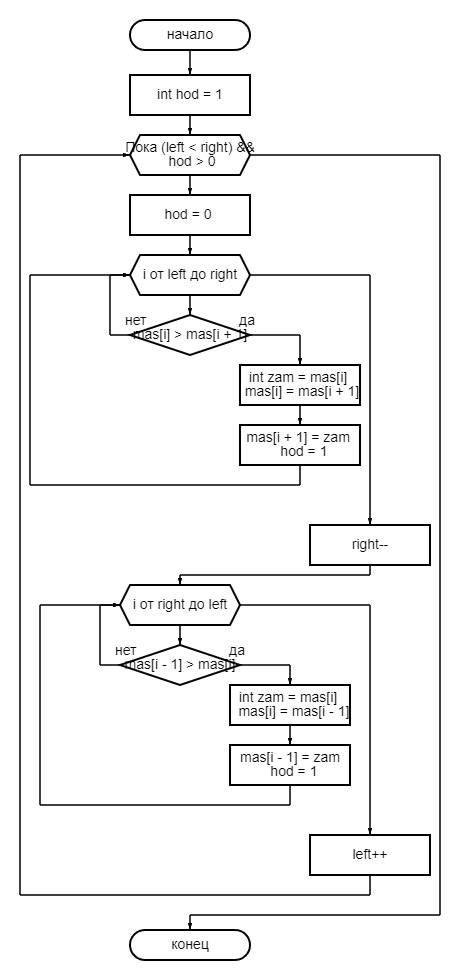 начало
int hod = 1
Пока (left < right) &&
hod > 0
hod = 0
i от left до right
нет
да
mas[i] > mas[i + 1]
int zam = mas[i]
mas[i] = mas[i + 1]
mas[i + 1] = zam
hod = 1
right--
i от right до left
нет
да
mas[i - 1] > mas[i]
int zam = mas[i]
mas[i] = mas[i - 1]
mas[i - 1] = zam
hod = 1
left++
конец